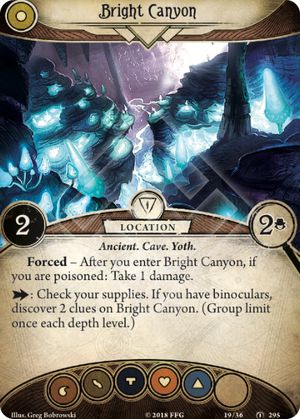 Bright Canyon
2
LOCATION
2
Ancient. Cave. Yoth.
Forced – After you enter Bright Canyon, if
you are poisoned: Take 1 damage.
: Check your supplies. If you have binoculars,
discover 2 clues on Bright Canyon. (Group limit
once each depth level.)
Illus. Greg Bobrowski
© 2018 FFG
19/36
295